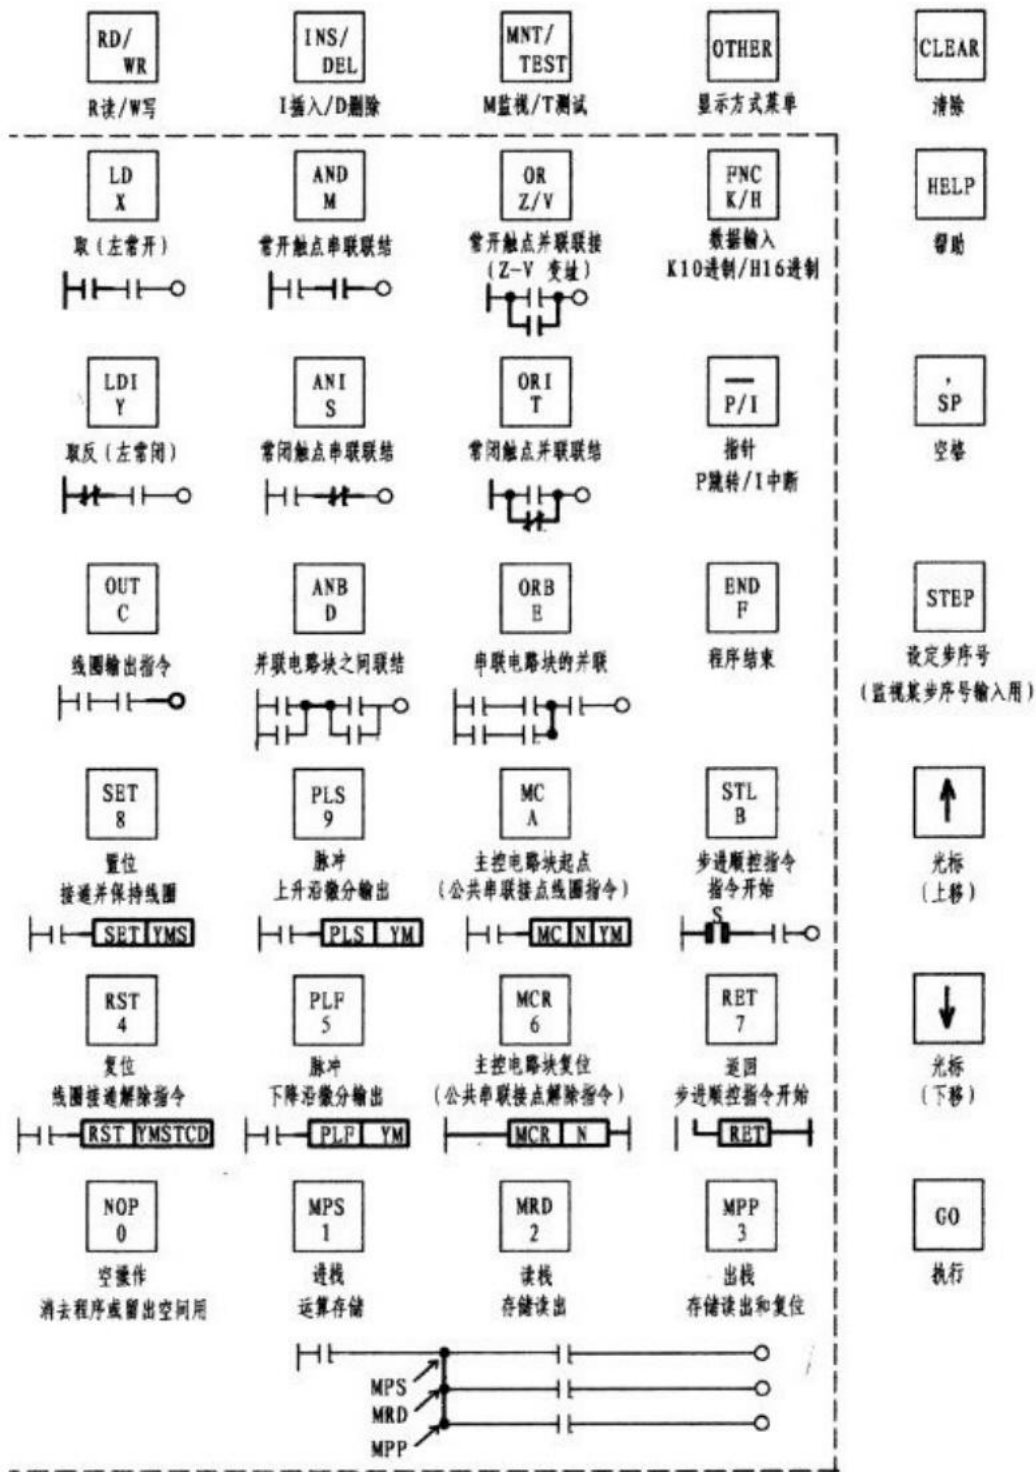 RD/
WR
INS/
DEL
MNT/
TEST
OTHER
CLEAR
R读/W写
I插入/D删除
M监视/T测试
显示方式菜单
清除
LD
X
AND
M
OR
Z/V
FNC
K/H
HELP
取(左常开)
常开触点串联联结
常开触点并联联接
(Z-V 变址)
数据输入
K10进制/H16进制
帮助
LDI
Y
ANI
S
ORI
T
—
P/I
,
SP
取反(左常闭)
常闭触点串联联结
常闭触点并联联结
指针
P跳转/I中断
空格
OUT
C
ANB
D
ORB
E
END
F
STEP
线圈输出指令
并联电路块之间联结
串联电路块的并联
程序结束
设定步序号
(监视某步序号输入用)
SET
8
PLS
9
MC
A
STL
B
↑
置位
接通并保持线圈
脉冲
上升沿微分输出
主控电路块起点
(公共串联接点线圈指令)
步进顺控指令
指令开始
光标
(上移)
SET YMS
PLS YM
MC N YM
S
RST
4
PLF
5
MCR
6
RET
7
↓
复位
线圈接通解除指令
脉冲
下降沿微分输出
主控电路块复位
(公共串联接点解除指令)
返回
步进顺控指令开始
光标
(下移)
RST YMSTCD
PLF YM
MCR N
RET
NOP
0
MPS
1
MRD
2
MPP
3
GO
空操作
消去程序或留出空间用
进栈
运算存储
读栈
存储读出
出栈
存储读出和复位
执行
MPS
MRD
MPP